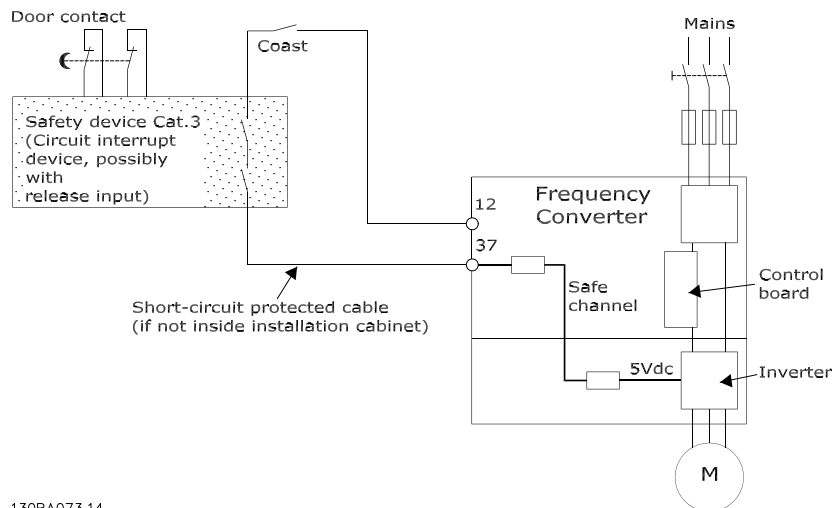 Door contact
Mains
Coast
Safety device Cat.3
(Circuit interrupt
device, possibly
with
release input)
12
Frequency
Converter
37
Safe
channel
Control
board
Short-circuit protected cable
(if not inside installation cabinet)
5Vdc
Inverter
M
130BA073.14